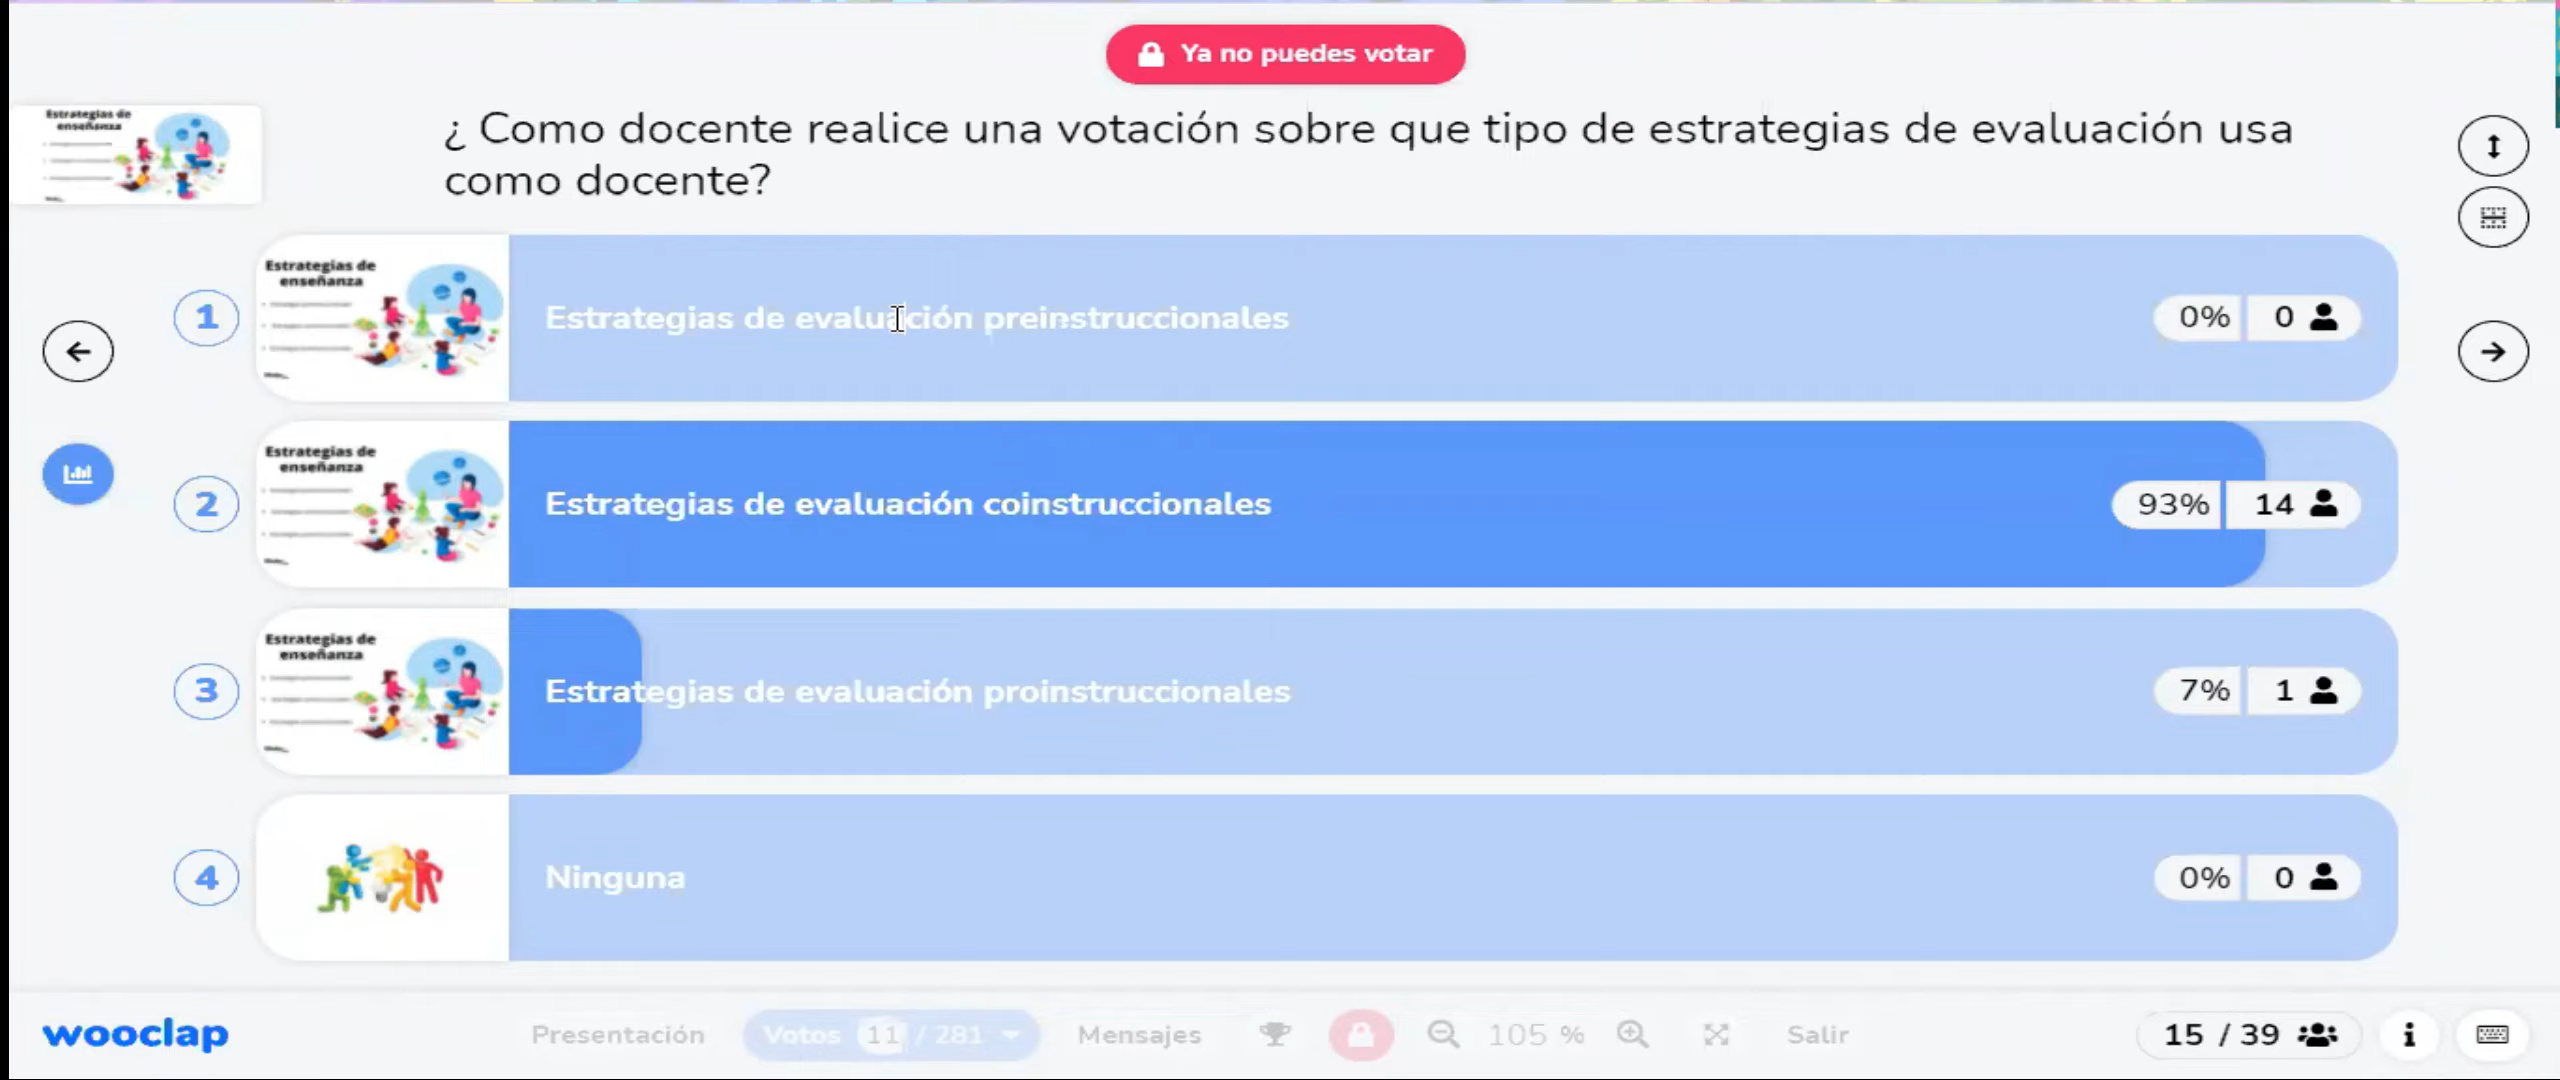 Ya no puedes votar
Estrategias de
enseñanza
¿ Como docente realice una votación sobre que tipo de estrategias de evaluación usa
como docente?
Estrategias de
enseñanza
1
Estrategias de evaluación preinstruccionales
0%
0
Estrategias de
enseñanza
2
Estrategias de evaluación coinstruccionales
93%
14
Estrategias de
enseñanza
3
Estrategias de evaluación proinstruccionales
7%
1
4
Ninguna
0%
0
wooclap
Presentación
Votos 11 / 281
Mensajes
105 %
Salir
15 / 39